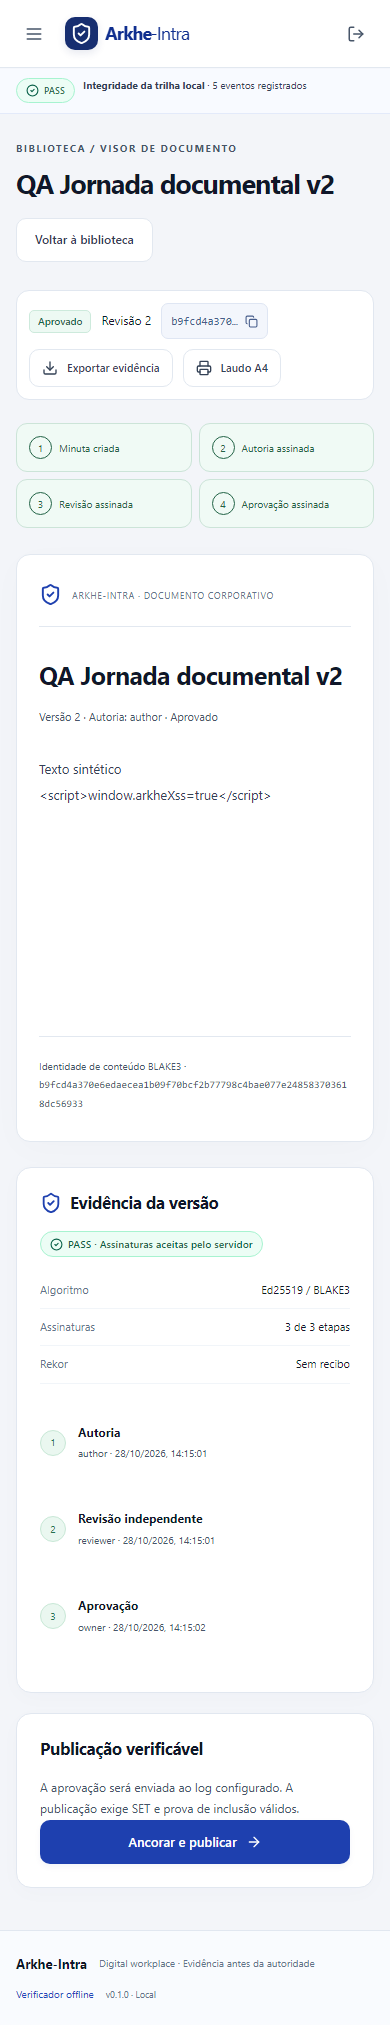 Arkhe-Intra
PASS Integridade da trilha local · 5 eventos registrados
BIBLIOTECA / VISOR DE DOCUMENTO
QA Jornada documental v2
Voltar à biblioteca
Aprovado Revisão 2 b9fcd4a370…
Exportar evidência Laudo A4
1 Minuta criada 2 Autoria assinada
3 Revisão assinada 4 Aprovação assinada
ARKHE-INTRA · DOCUMENTO CORPORATIVO
QA Jornada documental v2
Versão 2 · Autoria: author · Aprovado
Texto sintético
<script>window.arkheXss=true</script>
Identidade de conteúdo BLAKE3 ·
b9fcd4a370e6edaecea1b09f70bcf2b77798c4bae077e24858370361
8dc56933
Evidência da versão
PASS · Assinaturas aceitas pelo servidor
Algoritmo Ed25519 / BLAKE3
Assinaturas 3 de 3 etapas
Rekor Sem recibo
1 Autoria
author · 28/10/2026, 14:15:01
2 Revisão independente
reviewer · 28/10/2026, 14:15:01
3 Aprovação
owner · 28/10/2026, 14:15:02
Publicação verificável
A aprovação será enviada ao log configurado. A
publicação exige SET e prova de inclusão válidos.
Ancorar e publicar
Arkhe-Intra Digital workplace · Evidência antes da autoridade
Verificador offline v0.1.0 · Local